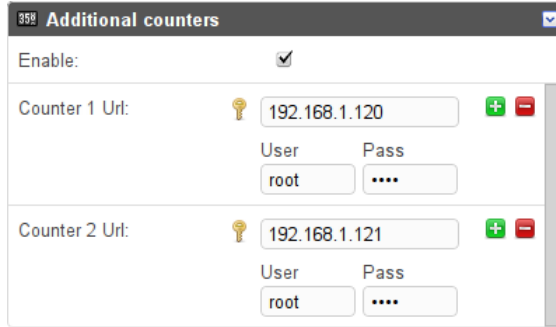 Additional counters
Enable:
Counter 1 Url: 192.168.1.120
User Pass
root ••••
Counter 2 Url: 192.168.1.121
User Pass
root ••••